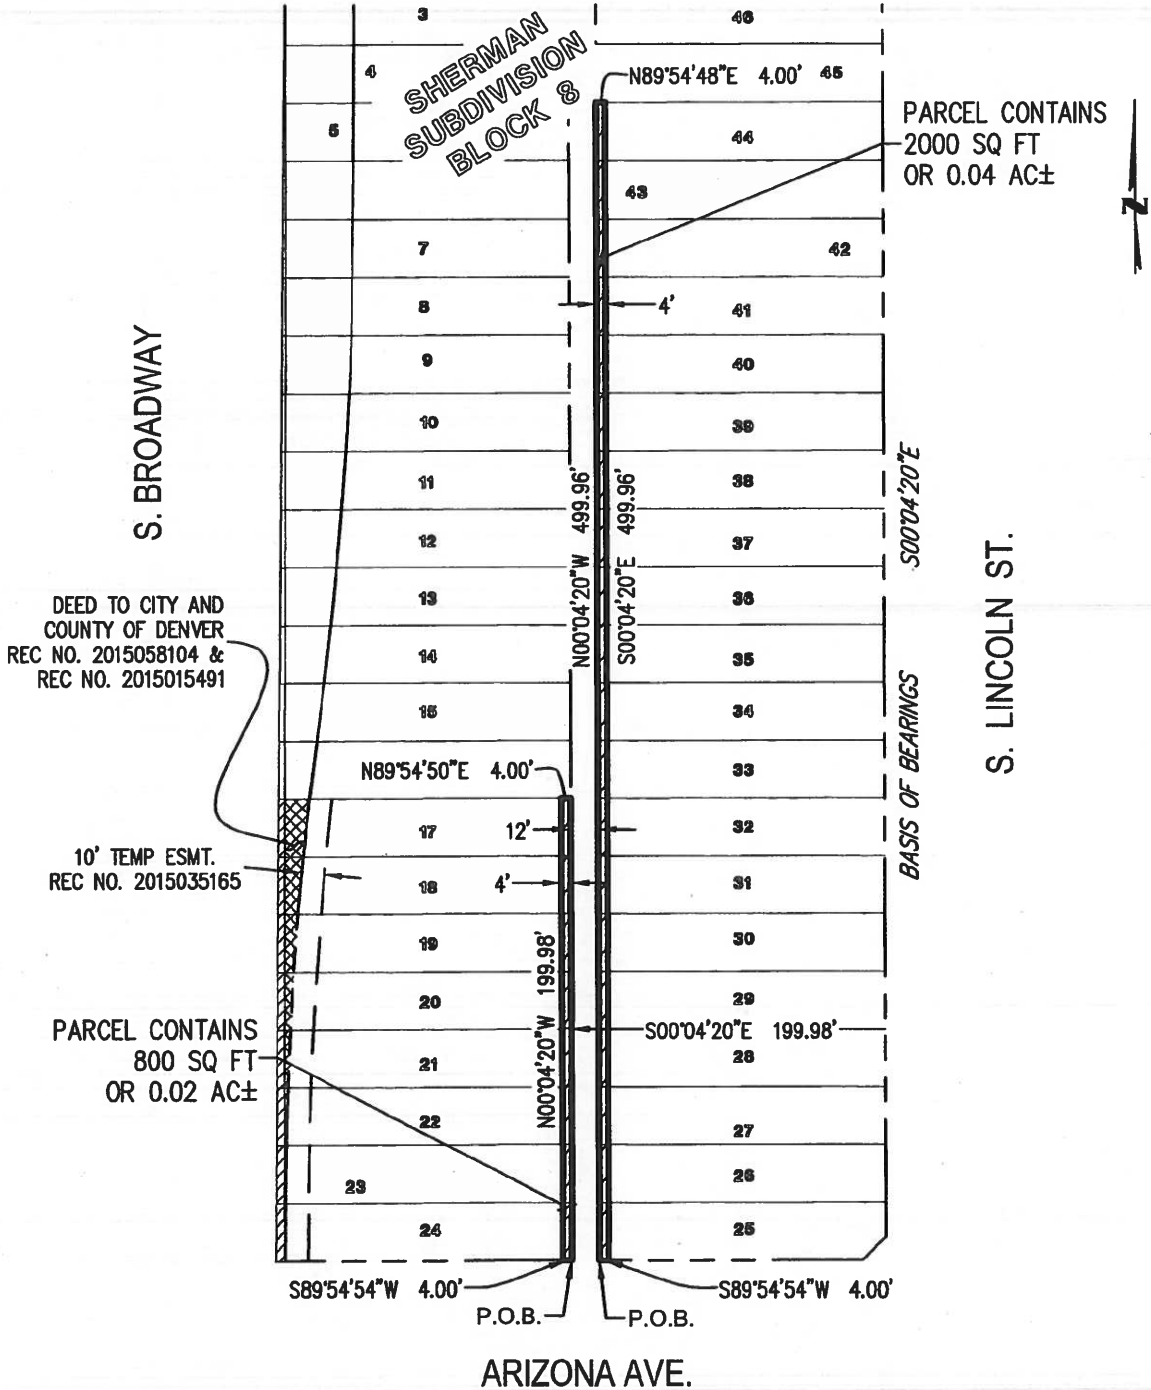 3
46
SHERMAN
SUBDIVISION
BLOCK 8
4
N89°54'48"E 4.00'
45
PARCEL CONTAINS
2000 SQ FT
OR 0.04 AC±
5
44
43
N
7
42
8
4'
41
9
40
10
39
S. BROADWAY
11
38
N00°04'20"W 499.96'
S00°04'20"E 499.96'
BASIS OF BEARINGS S00°04'20"E
S. LINCOLN ST.
12
37
13
36
DEED TO CITY AND
COUNTY OF DENVER
REC NO. 2015058104 &
REC NO. 2015015491
14
35
15
34
N89°54'50"E 4.00'
33
17
12'
32
10' TEMP ESMT.
REC NO. 2015035165
18
4'
31
19
30
N00°04'20"W 199.98'
20
29
PARCEL CONTAINS
800 SQ FT
OR 0.02 AC±
S00°04'20"E 199.98'
21
28
22
27
23
26
24
25
S89°54'54"W 4.00'
S89°54'54"W 4.00'
P.O.B.
P.O.B.
ARIZONA AVE.